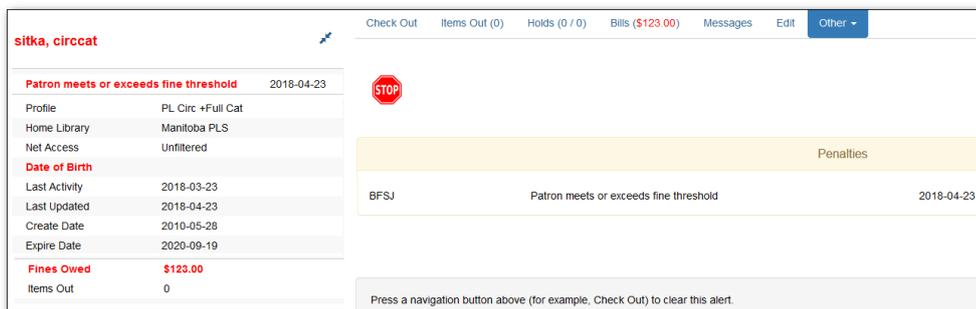 Check Out Items Out (0) Holds (0 / 0) Bills ($123.00) Messages Edit Other
sitka, circcat
Patron meets or exceeds fine threshold 2018-04-23
Profile PL Circ +Full Cat
Home Library Manitoba PLS
Net Access Unfiltered
Date of Birth
Last Activity 2018-03-23
Last Updated 2018-04-23
Create Date 2010-05-28
Expire Date 2020-09-19
Fines Owed $123.00
Items Out 0
STOP
Penalties
BFSJ Patron meets or exceeds fine threshold 2018-04-23
Press a navigation button above (for example, Check Out) to clear this alert.